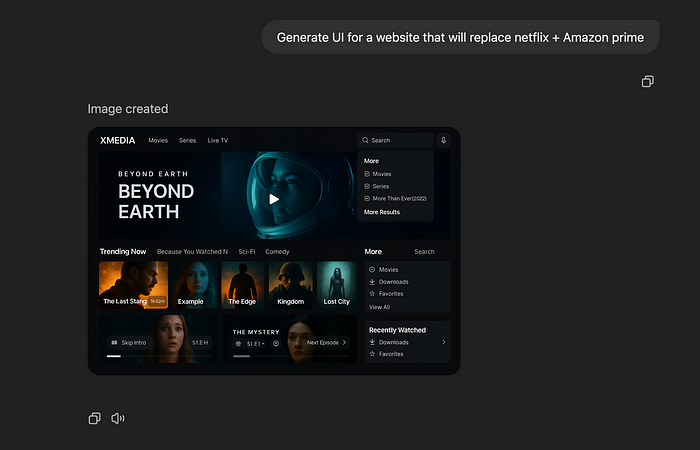 Generate UI for a website that will replace netflix + Amazon prime
Image created
XMEDIA Movies Series Live TV Search
BEYOND EARTH
BEYOND
EARTH
More
Movies
Series
More Than Ever(2022)
More Results
Trending Now Because You Watched N Sci-Fi Comedy
The Last Stang 1h52m
Example
The Edge
Kingdom
Lost City
More Search
Movies
Downloads
Favorites
View All
Skip Intro S1.E H
THE MYSTERY
S1.E1 Next Episode
Recently Watched
Downloads
Favorites